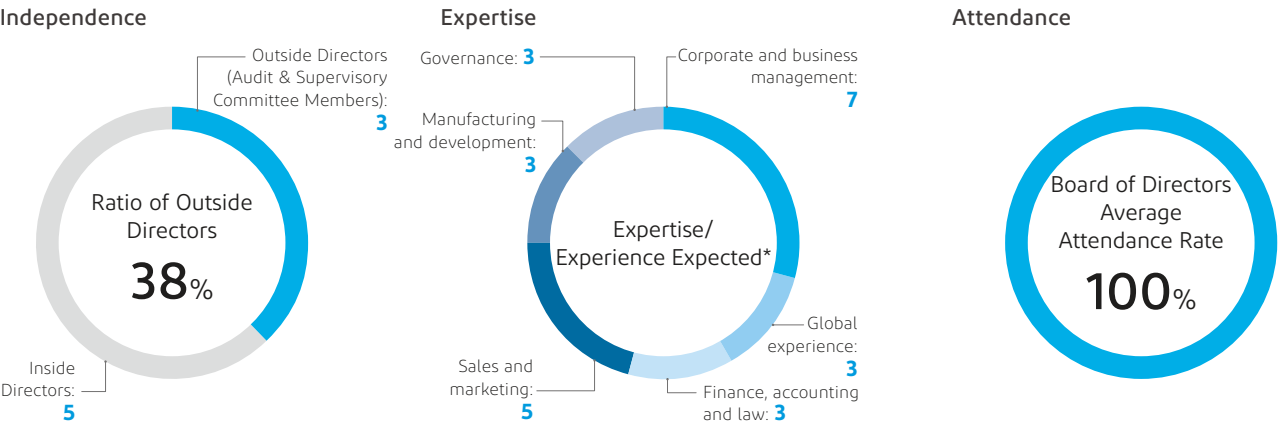 Independence
Outside Directors
(Audit & Supervisory
Committee Members):
3
Ratio of Outside
Directors
38%
Inside
Directors:
5
Expertise
Governance: 3
Corporate and business
management:
7
Manufacturing
and development:
3
Expertise/
Experience Expected*
Global
experience:
3
Sales and
marketing:
5
Finance, accounting
and law: 3
Attendance
Board of Directors
Average
Attendance Rate
100%